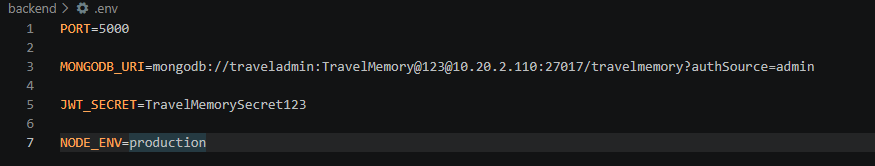 backend > .env
1 PORT=5000
2
3 MONGODB_URI=mongodb://traveladmin:TravelMemory@123@10.20.2.110:27017/travelmemory?authSource=admin
4
5 JWT_SECRET=TravelMemorySecret123
6
7 NODE_ENV=production